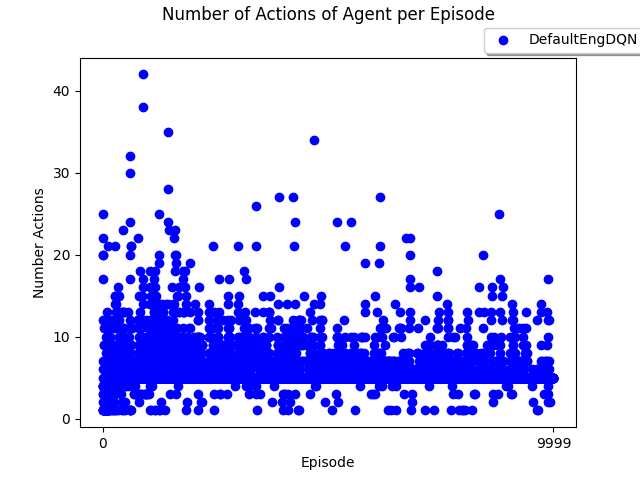 Number of Actions of Agent per Episode
DefaultEngDQN
40
30
20
10
0
Number Actions
0 9999
Episode